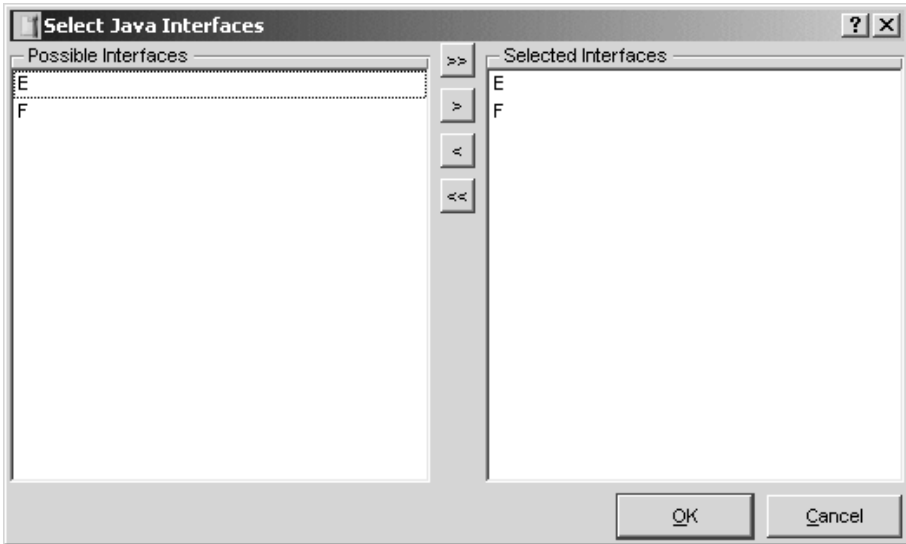 Select Java Interfaces ? X
Possible Interfaces
E
F
>>
>
<
<<
Selected Interfaces
E
F
OK
Cancel